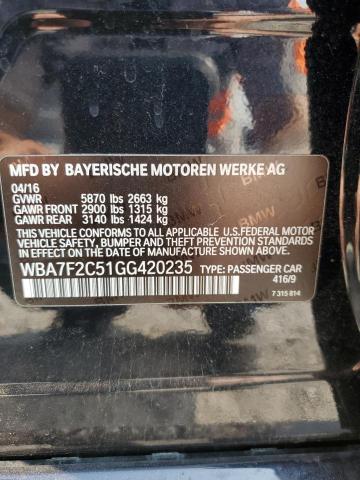 MFD BY BAYERISCHE MOTOREN WERKE AG
04/16
GVWR 5870 lbs 2663 kg
GAWR FRONT 2900 lbs 1315 kg
GAWR REAR 3140 lbs 1424 kg
THIS VEHICLE CONFORMS TO ALL APPLICABLE U.S.FEDERAL MOTOR
VEHICLE SAFETY, BUMPER, AND THEFT PREVENTION STANDARDS IN
EFFECT ON THE DATE OF MANUFACTURE SHOWN ABOVE.
WBA7F2C51GG420235 TYPE: PASSENGER CAR
416/9
7 315 814